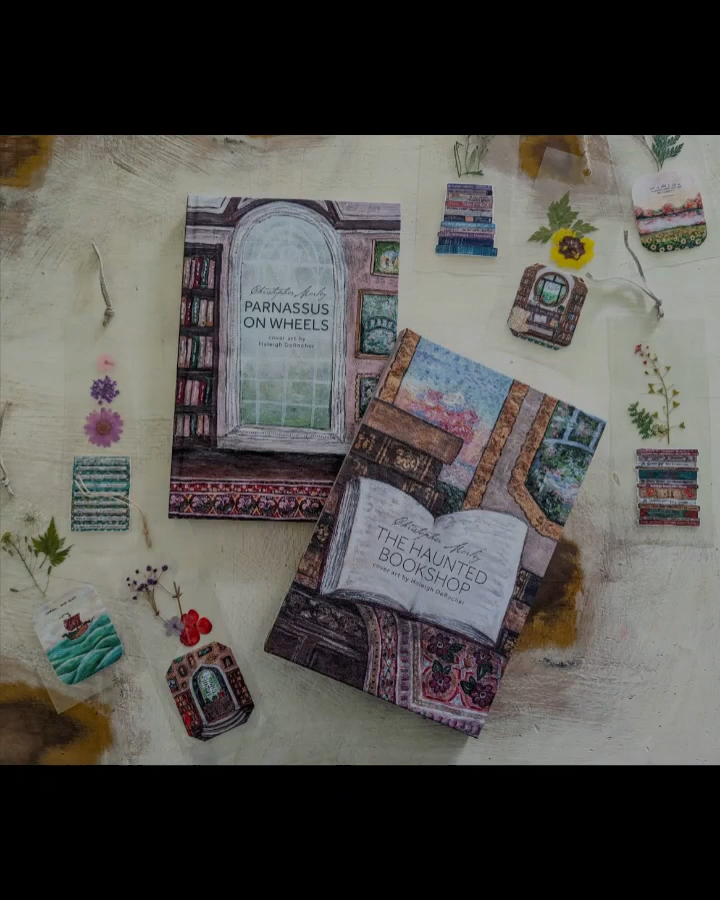 Christopher Morley
PARNASSUS
ON WHEELS
cover art by
Haleigh DeRocher
Christopher Morley
THE HAUNTED
BOOKSHOP
cover art by Haleigh DeRocher